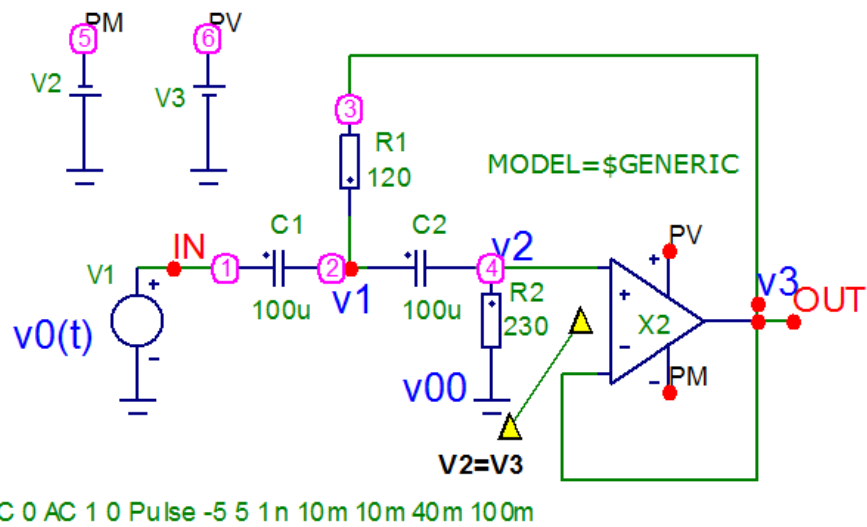 PM
PV
5
6
V2
V3
3
R1
120
MODEL=$GENERIC
C1
C2
PV
IN
1
2
4
v2
v3
V1
v1
R2
OUT
100u
100u
230
X2
v0(t)
v00
PM
V2=V3
C 0 AC 1 0 Pulse -5 5 1n 10m 10m 40m 100m